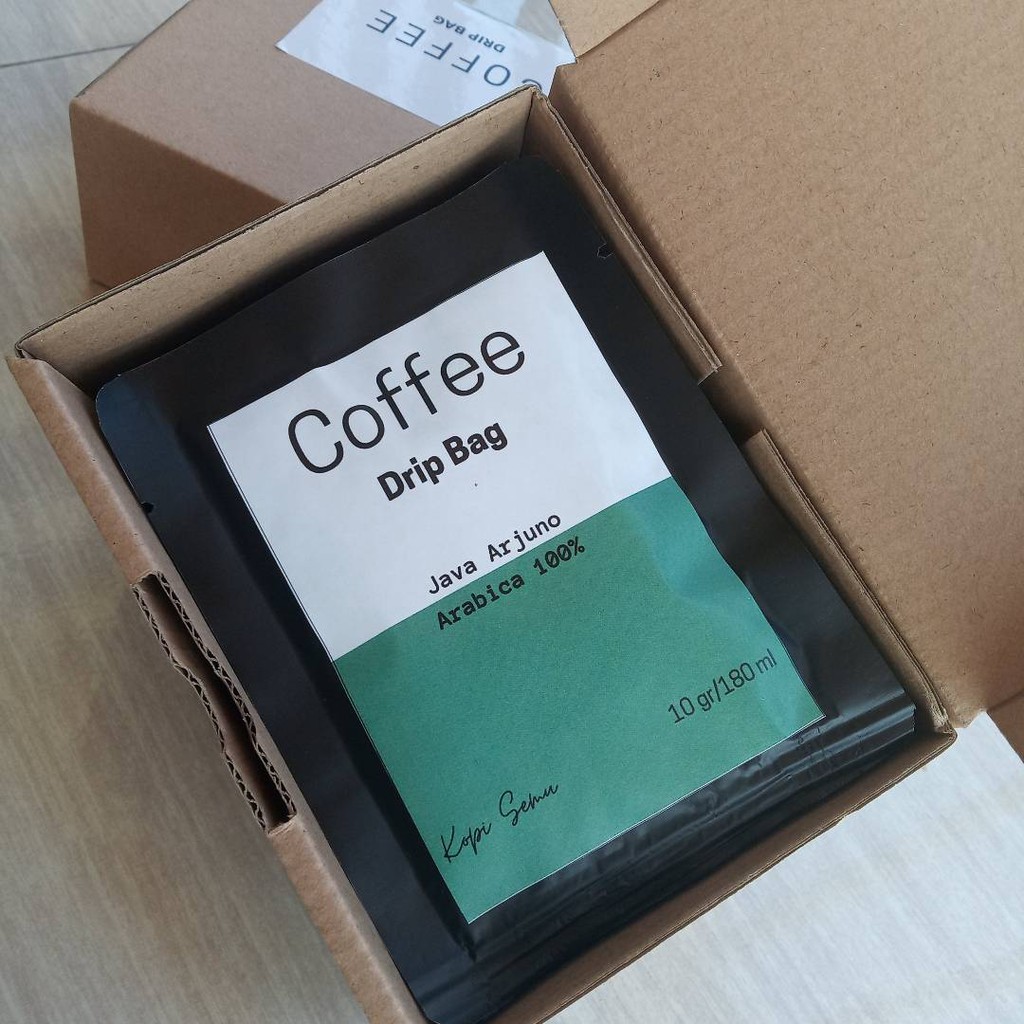 COFFEE
DRIP BAG
Coffee
Drip Bag
Java Arjuno
Arabica 100%
10 gr/180 ml
Kopi Semu